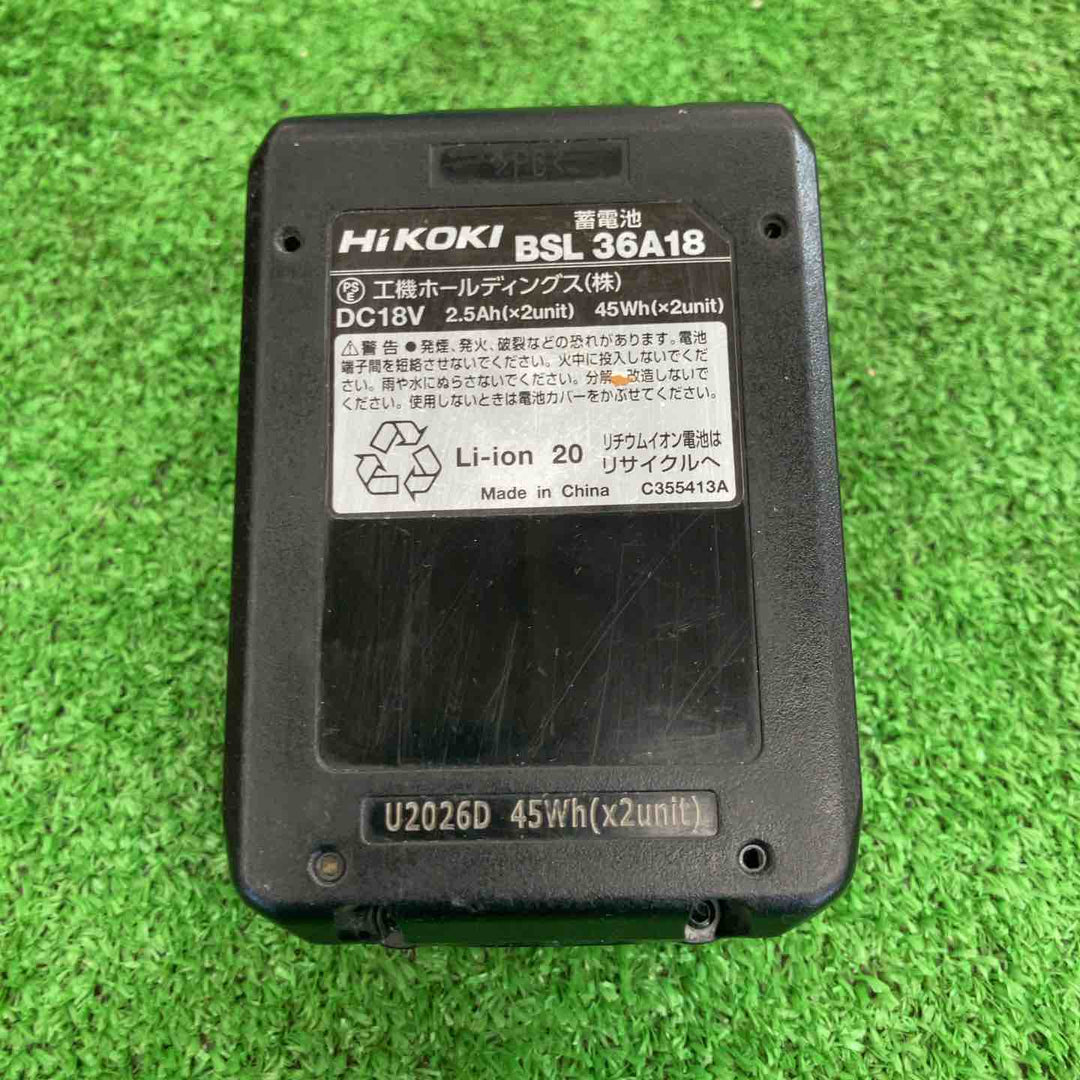 >PC<
HiKOKI 蓄電池 BSL 36A18
PS E 工機ホールディングス(株)
DC18V 2.5Ah(×2unit) 45Wh(×2unit)
⚠警告 ●発煙、発火、破裂などの恐れがあります。電池
端子間を短絡させないでください。火中に投入しないでくだ
さい。雨や水にぬらさないでください。分解 改造しないで
ください。使用しないときは電池カバーをかぶせてください。
Li-ion 20 リチウムイオン電池は
リサイクルへ
Made in China C355413A
U2026D 45Wh(x2unit)